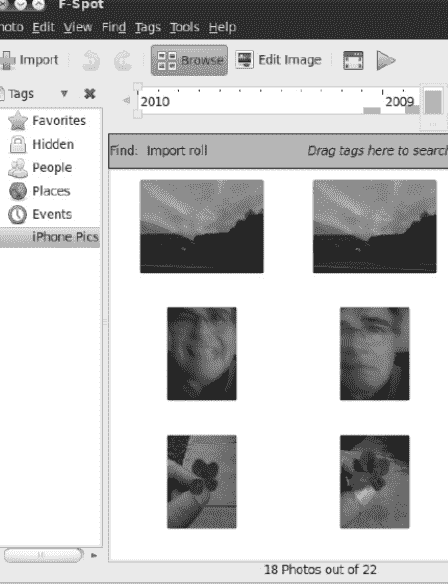 F-Spot
hoto Edit View Find Tags Tools Help
Import Browse Edit Image
Tags
2010 2009
Favorites
Hidden
People
Places
Events
iPhone Pics
Find: Import roll Drag tags here to search
18 Photos out of 22